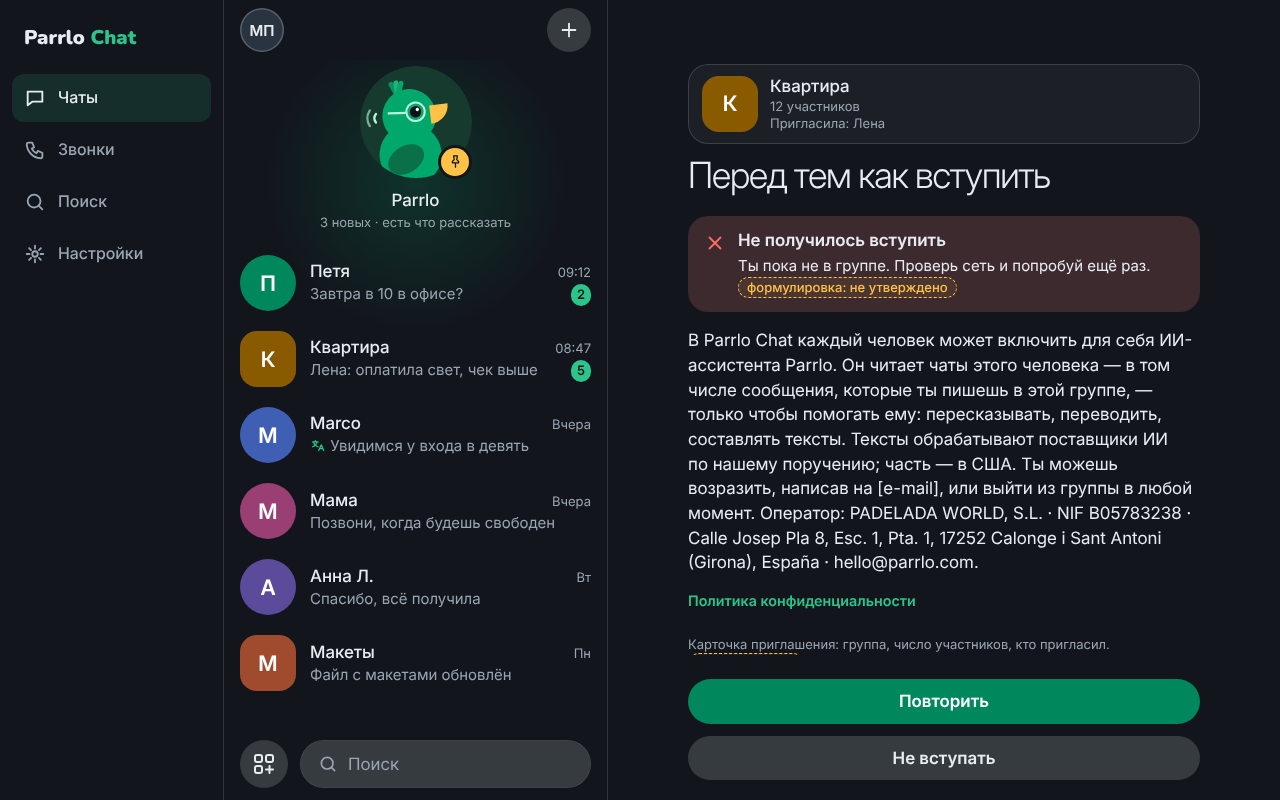 Parrlo Chat
Чаты
Звонки
Поиск
Настройки
МП
Parrlo
3 новых · есть что рассказать
П
Петя
09:12
Завтра в 10 в офисе?
2
К
Квартира
08:47
Лена: оплатила свет, чек выше
5
M
Marco
Вчера
Увидимся у входа в девять
М
Мама
Вчера
Позвони, когда будешь свободен
А
Анна Л.
Вт
Спасибо, всё получила
М
Макеты
Пн
Файл с макетами обновлён
Поиск
К
Квартира
12 участников
Пригласила: Лена
Перед тем как вступить
Не получилось вступить
Ты пока не в группе. Проверь сеть и попробуй ещё раз.
формулировка: не утверждено
В Parrlo Chat каждый человек может включить для себя ИИ-
ассистента Parrlo. Он читает чаты этого человека — в том
числе сообщения, которые ты пишешь в этой группе, —
только чтобы помогать ему: пересказывать, переводить,
составлять тексты. Тексты обрабатывают поставщики ИИ
по нашему поручению; часть — в США. Ты можешь
возразить, написав на [e-mail], или выйти из группы в любой
момент. Оператор: PADELADA WORLD, S.L. · NIF B05783238 ·
Calle Josep Pla 8, Esc. 1, Pta. 1, 17252 Calonge i Sant Antoni
(Girona), España · hello@parrlo.com.
Политика конфиденциальности
Карточка приглашения: группа, число участников, кто пригласил.
Повторить
Не вступать